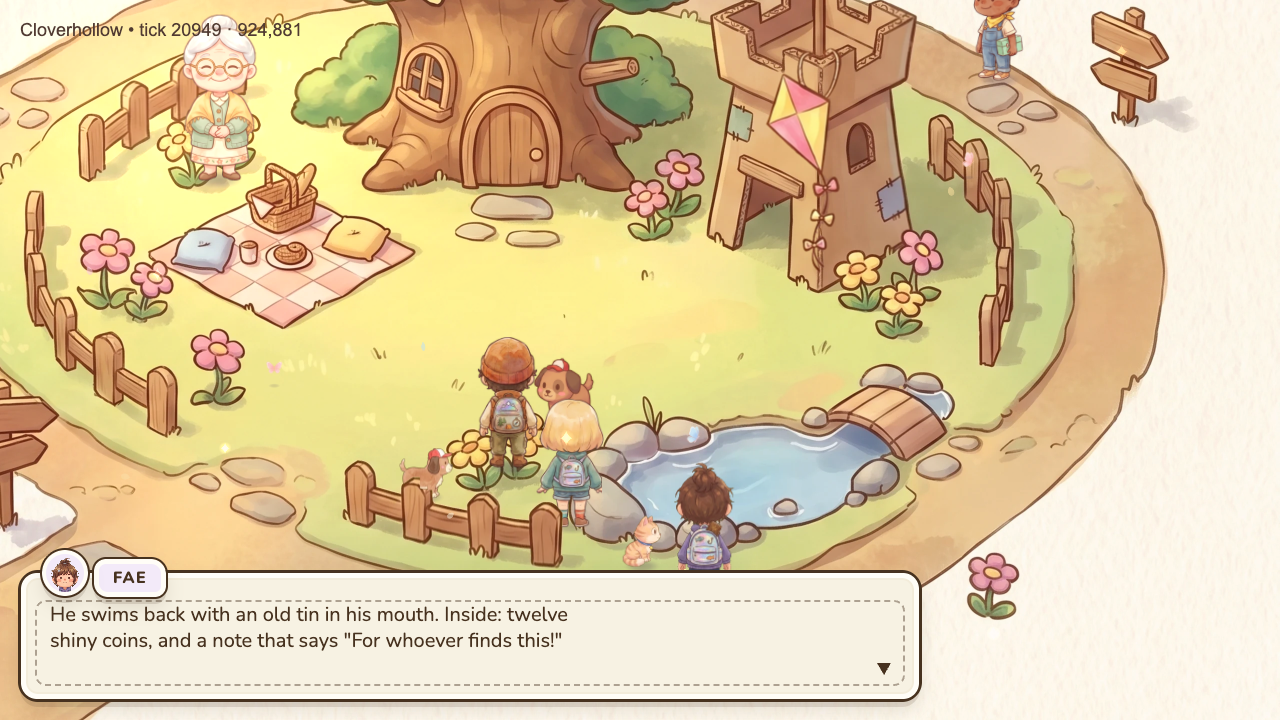 Cloverhollow • tick 20949 · 924,881
FAE
He swims back with an old tin in his mouth. Inside: twelve
shiny coins, and a note that says "For whoever finds this!"